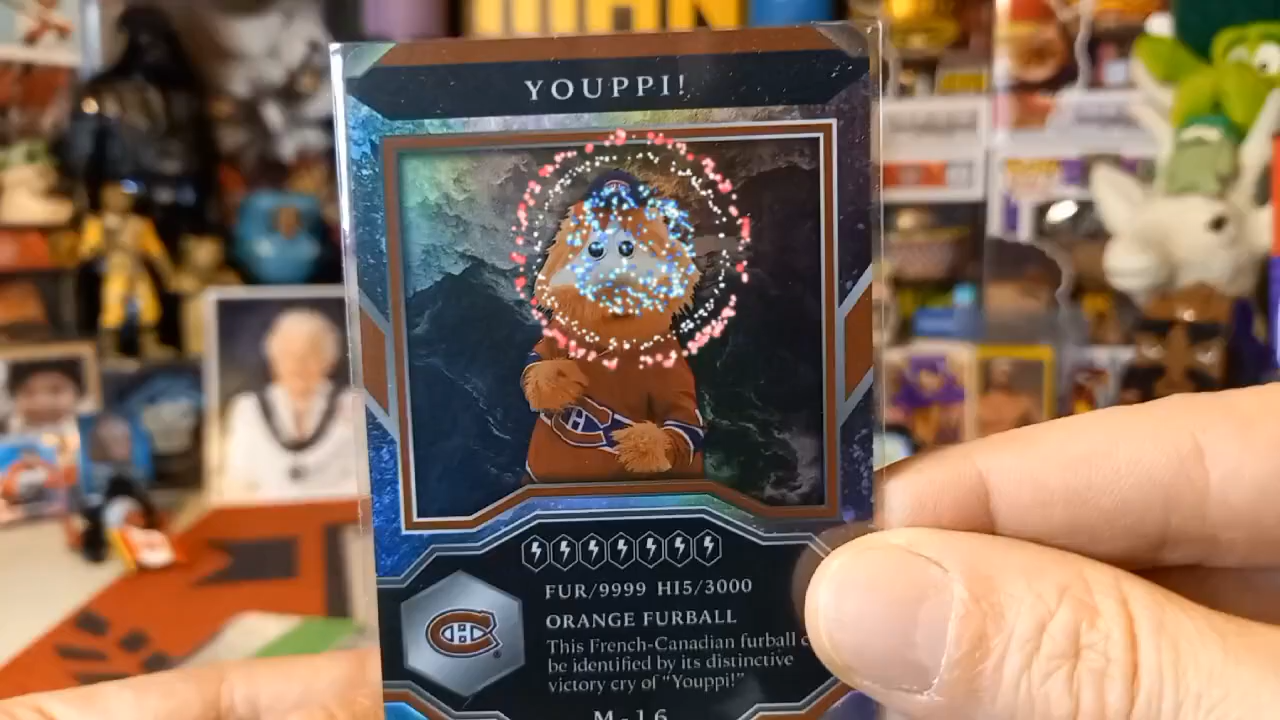 YOUPPI!
FUR/9999 HI5/3000
ORANGE FURBALL
This French-Canadian furball c
be identified by its distinctive
victory cry of "Youppi!"
M-16